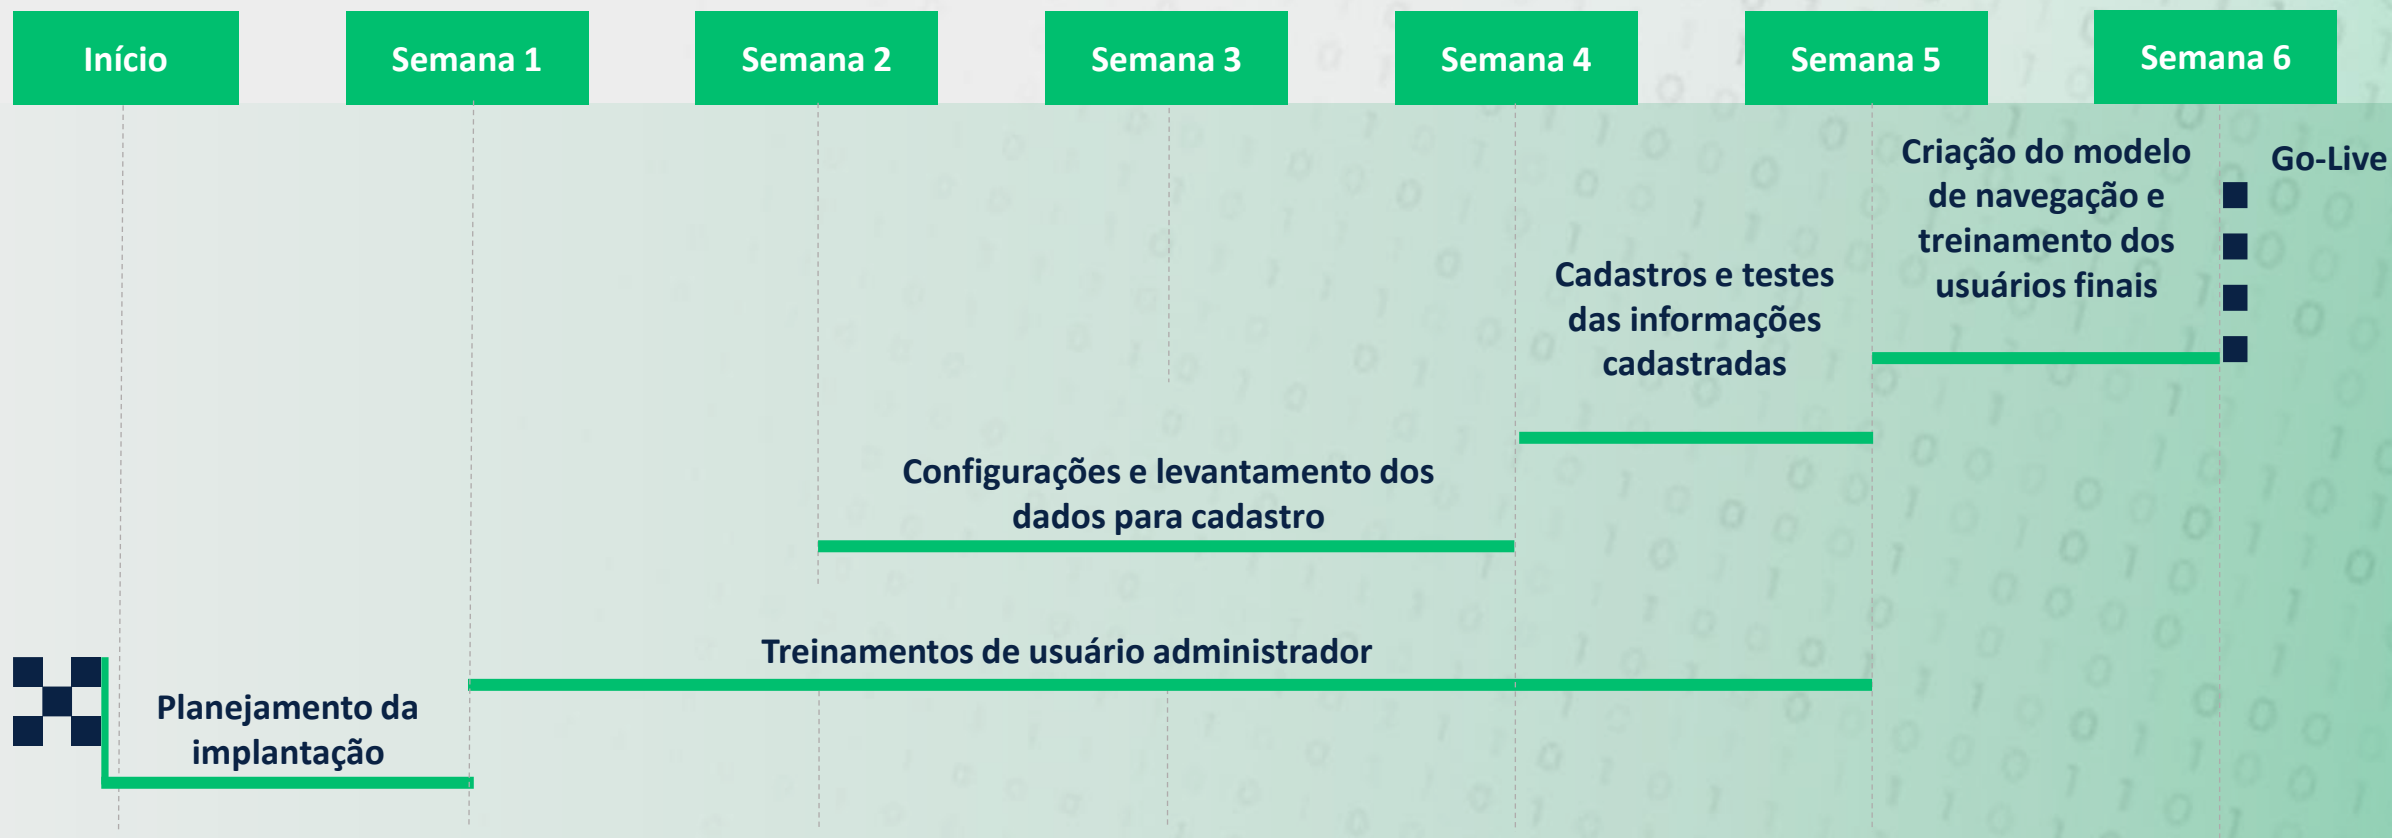 Início
Semana 1
Semana 2
Semana 3
Semana 4
Semana 5
Semana 6
Criação do modelo
de navegação e
treinamento dos
usuários finais
Go-Live
Cadastros e testes
das informações
cadastradas
Configurações e levantamento dos
dados para cadastro
Treinamentos de usuário administrador
Planejamento da
implantação